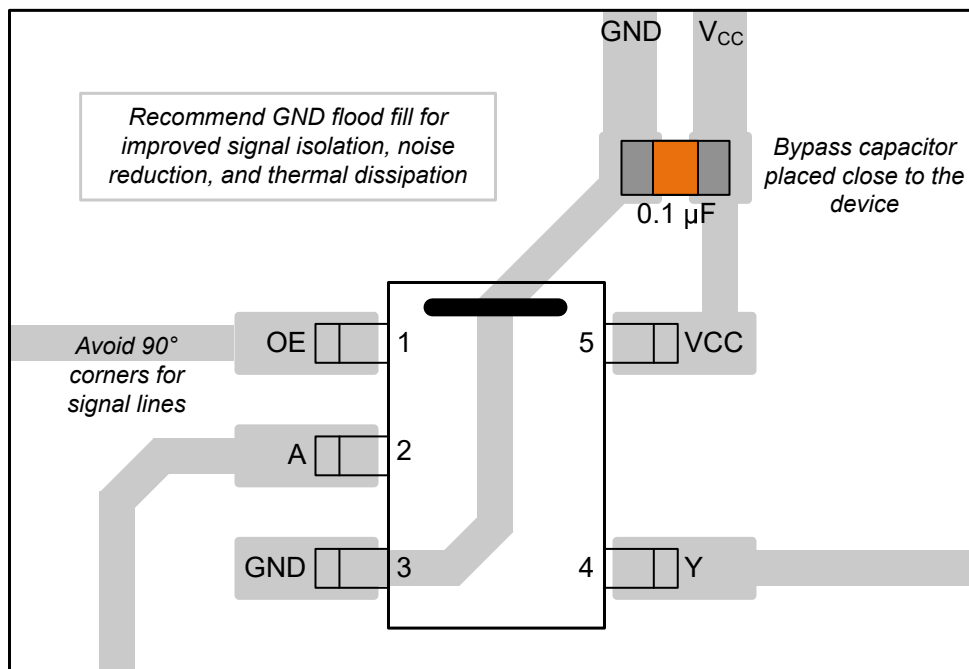 GND
V_CC
Recommend GND flood fill for
improved signal isolation, noise
reduction, and thermal dissipation
Bypass capacitor
placed close to the
device
0.1 µF
OE
1
5
VCC
Avoid 90°
corners for
signal lines
A
2
GND
3
4
Y